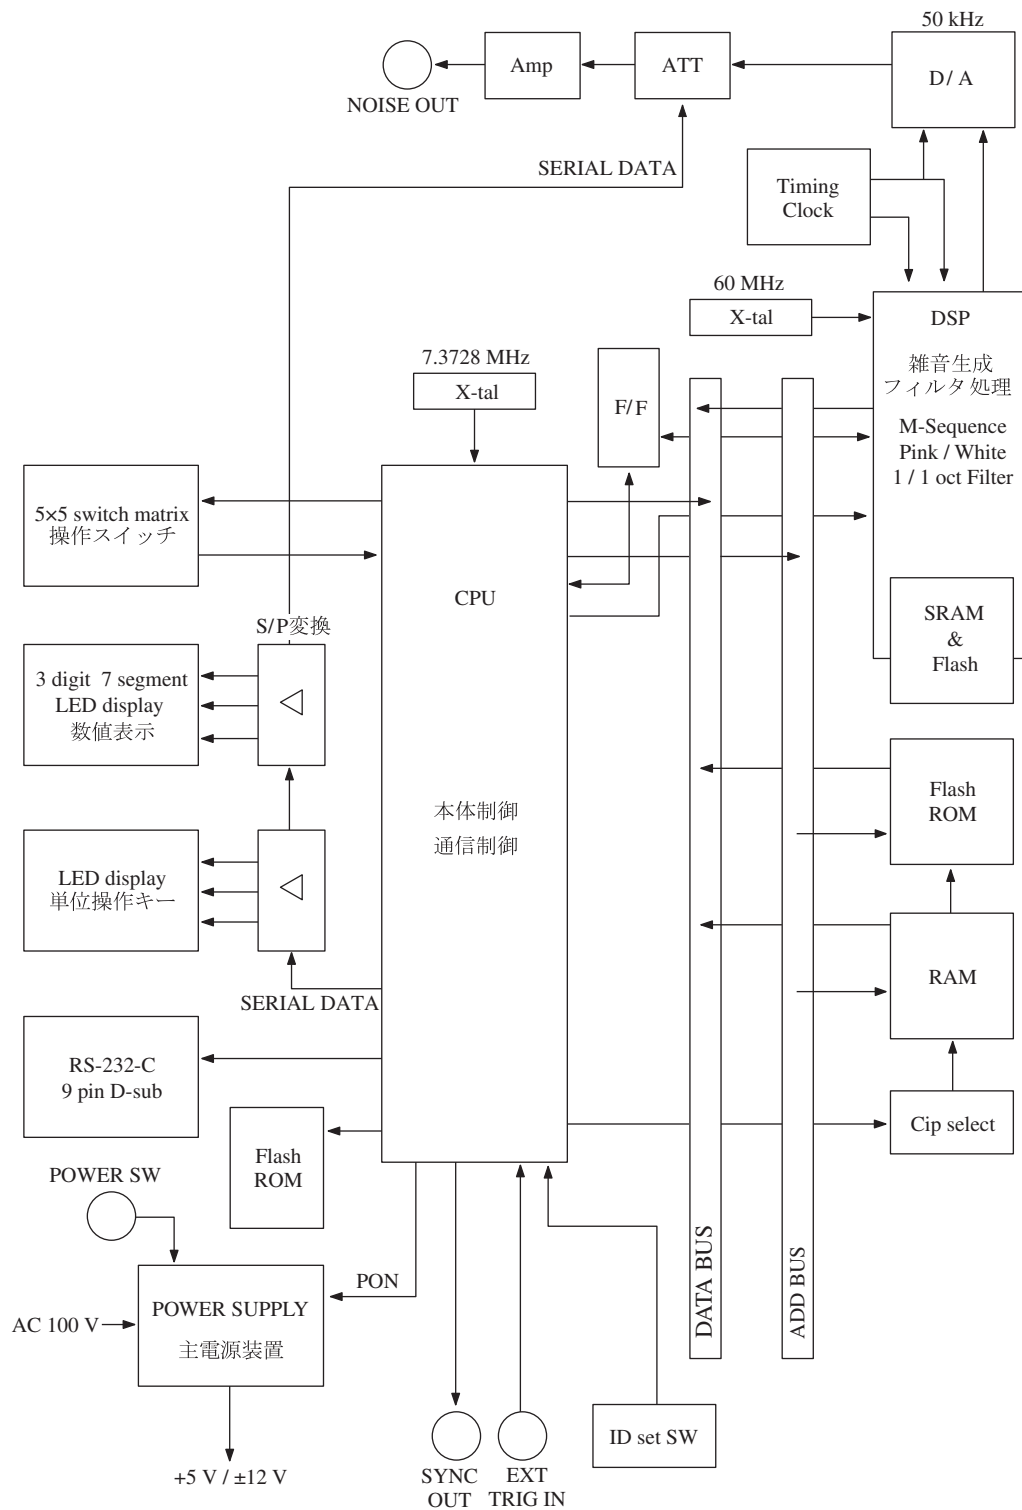 50 kHz
D/A
ATT
Amp
NOISE OUT
SERIAL DATA
Timing
Clock
60 MHz
X-tal
DSP
雑音生成
フィルタ処理
M-Sequence
Pink / White
1 / 1 oct Filter
SRAM
&
Flash
7.3728 MHz
X-tal
F/F
5×5 switch matrix
操作スイッチ
CPU
本体制御
通信制御
S/P変換
3 digit 7 segment
LED display
数値表示
LED display
単位操作キー
SERIAL DATA
RS-232-C
9 pin D-sub
Flash
ROM
Flash
ROM
RAM
Cip select
POWER SW
PON
POWER SUPPLY
主電源装置
AC 100 V
+5 V / ±12 V
SYNC
OUT
EXT
TRIG IN
ID set SW
DATA BUS
ADD BUS